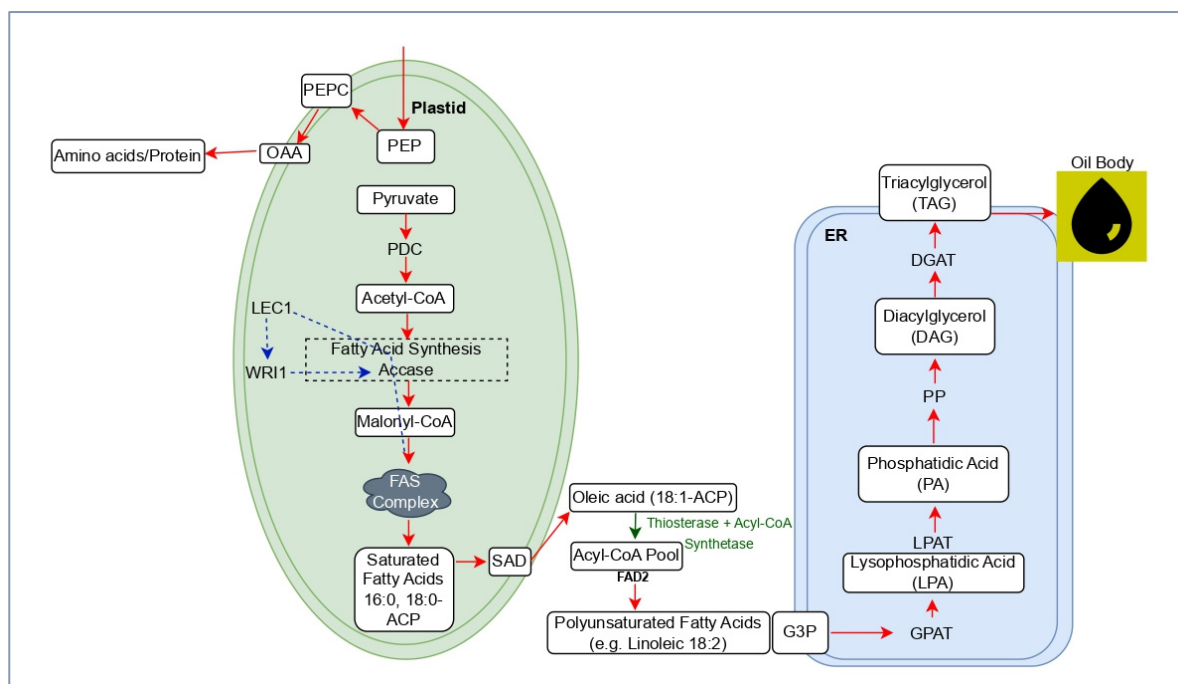 PEPC
Plastid
PEP
OAA
Amino acids/Protein
Pyruvate
PDC
Acetyl-CoA
LEC1
Fatty Acid Synthesis
Accase
WRI1
Malonyl-CoA
FAS
Complex
Saturated
Fatty Acids
16:0, 18:0-
ACP
SAD
Oleic acid (18:1-ACP)
Thiosterase + Acyl-CoA
Synthetase
Acyl-CoA Pool
FAD2
Polyunsaturated Fatty Acids
(e.g. Linoleic 18:2)
G3P
GPAT
Lysophosphatidic Acid
(LPA)
LPAT
Phosphatidic Acid
(PA)
PP
Diacylglycerol
(DAG)
DGAT
ER
Triacylglycerol
(TAG)
Oil Body